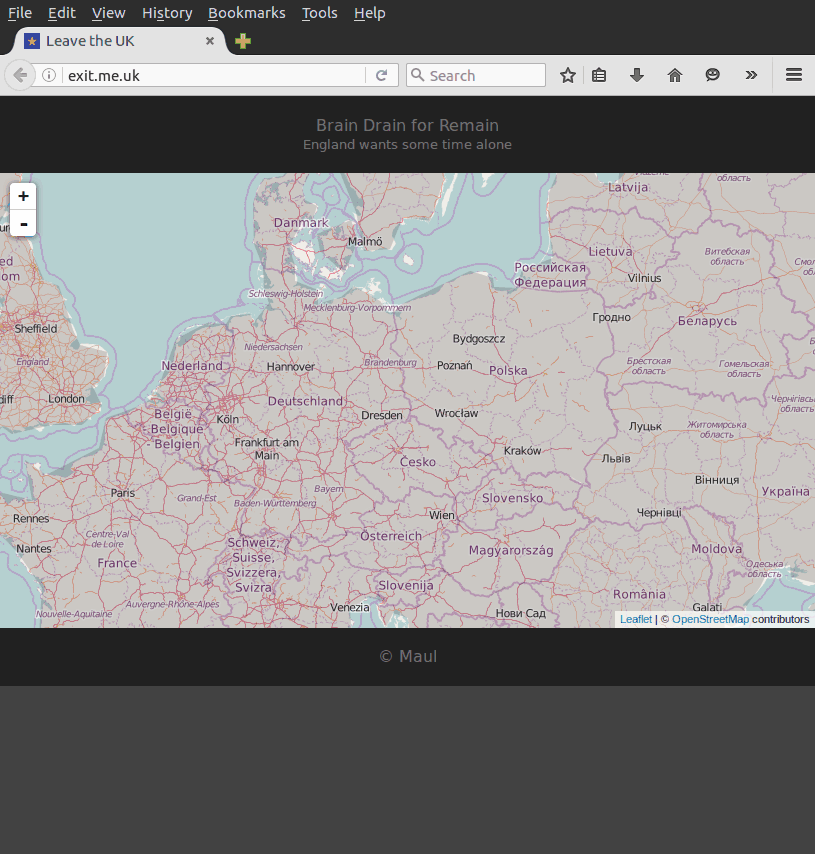 File Edit View History Bookmarks Tools Help
Leave the UK
exit.me.uk
Search
Brain Drain for Remain
England wants some time alone
+
-
Latvija
область
Danmark
Malmö
Lietuva
Витебская
область
Российская
Федерация
Vilnius
Schleswig-Holstein
Mecklenburg-Vorpommern
Гродно
Беларусь
Sheffield
England
Niedersachsen
Bydgoszcz
Nederland
Hannover
Brandenburg
Poznań
Polska
Брестская
область
Гомельская
область
London
Deutschland
België
- Belgique
- Belgien
Köln
Dresden
Wrocław
Луцьк
Житомирська
область
Чернігівська
область
Frankfurt am
Main
Kraków
Львів
Česko
Paris
Grand-Est
Bayern
Baden-Württemberg
Slovensko
Вінниця
Україна
Rennes
Wien
Чернівці
Centre-Val
de Loire
Nantes
France
Schweiz,
Suisse,
Svizzera,
Svizra
Österreich
Magyarország
Moldova
Одеська
область
Slovenija
România
Nouvelle-Aquitaine
Auvergne-Rhône-Alpes
Venezia
Нови Сад
Galați
Leaflet | © OpenStreetMap contributors
© Maul